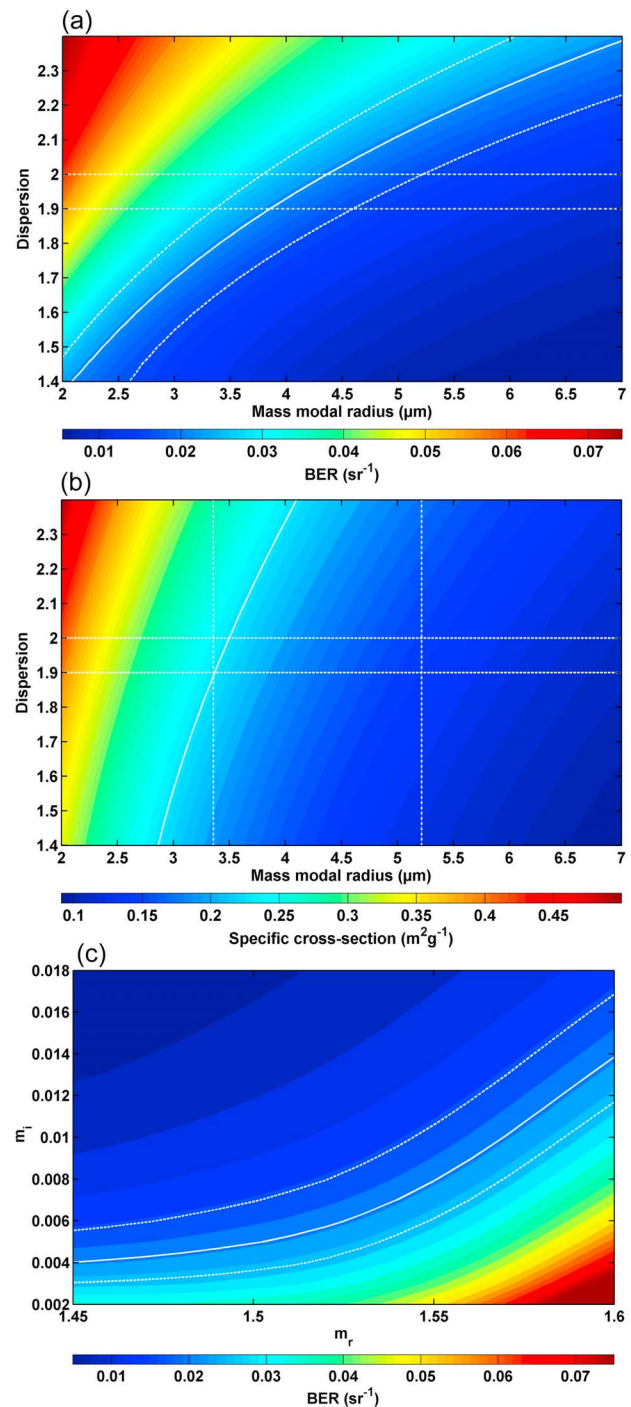 (a)
2.3
2.2
2.1
2
1.9
1.8
1.7
1.6
1.5
1.4
Dispersion
2 2.5 3 3.5 4 4.5 5 5.5 6 6.5 7
Mass modal radius (μm)
0.01 0.02 0.03 0.04 0.05 0.06 0.07
BER (sr⁻¹)
(b)
2.3
2.2
2.1
2
1.9
1.8
1.7
1.6
1.5
1.4
Dispersion
2 2.5 3 3.5 4 4.5 5 5.5 6 6.5 7
Mass modal radius (μm)
0.1 0.15 0.2 0.25 0.3 0.35 0.4 0.45
Specific cross-section (m²g⁻¹)
(c)
0.018
0.016
0.014
0.012
0.01
0.008
0.006
0.004
0.002
mᵢ
1.45 1.5 1.55 1.6
mᵣ
0.01 0.02 0.03 0.04 0.05 0.06 0.07
BER (sr⁻¹)